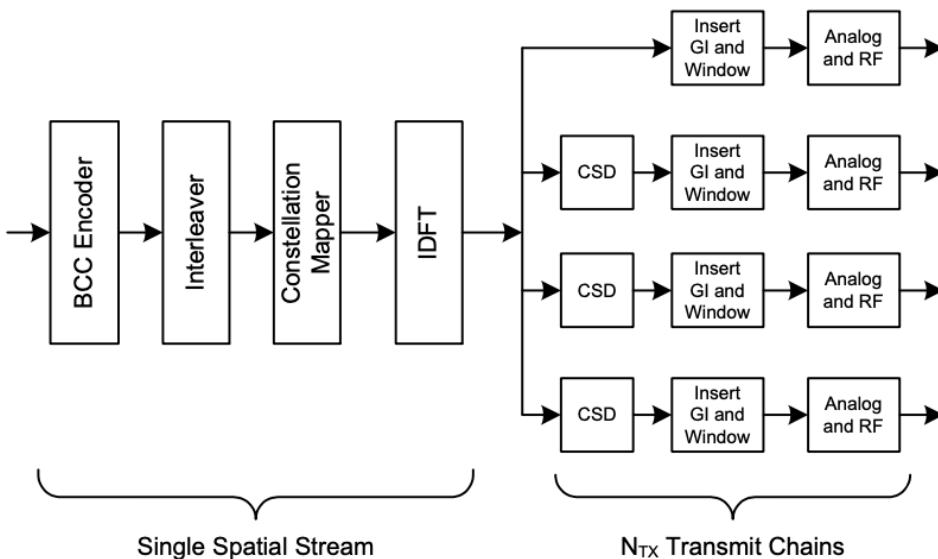 Insert
GI and
Window
Analog
and RF
BCC Encoder
Interleaver
Constellation
Mapper
IDFT
CSD
Insert
GI and
Window
Analog
and RF
CSD
Insert
GI and
Window
Analog
and RF
CSD
Insert
GI and
Window
Analog
and RF
Single Spatial Stream
NTX Transmit Chains